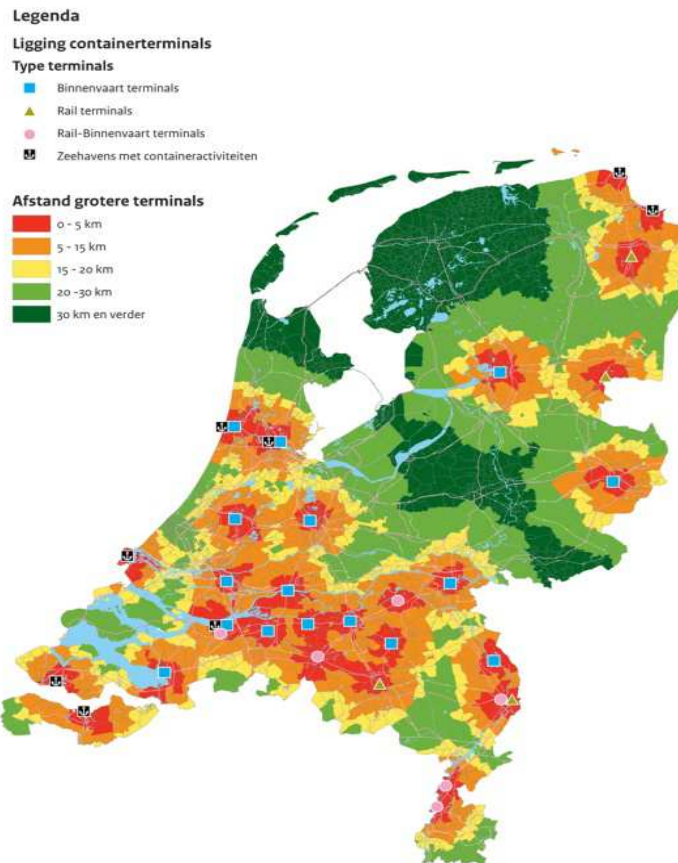 Legenda
Ligging containerterminals
Type terminals
Binnenvaart terminals
Rail terminals
Rail-Binnenvaart terminals
Zeehavens met containeractiviteiten
Afstand grotere terminals
0 - 5 km
5 - 15 km
15 - 20 km
20 -30 km
30 km en verder